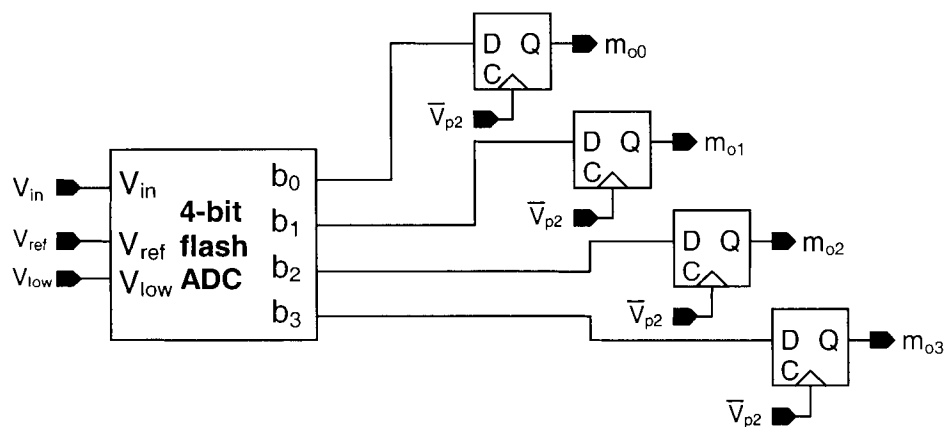 D Q
C
m_o0
V̅_p2
D Q
C
m_o1
V̅_p2
V_in
V_ref
V_low
V_in
V_ref
V_low
4-bit
flash
ADC
b_0
b_1
b_2
b_3
D Q
C
m_o2
V̅_p2
D Q
C
m_o3
V̅_p2